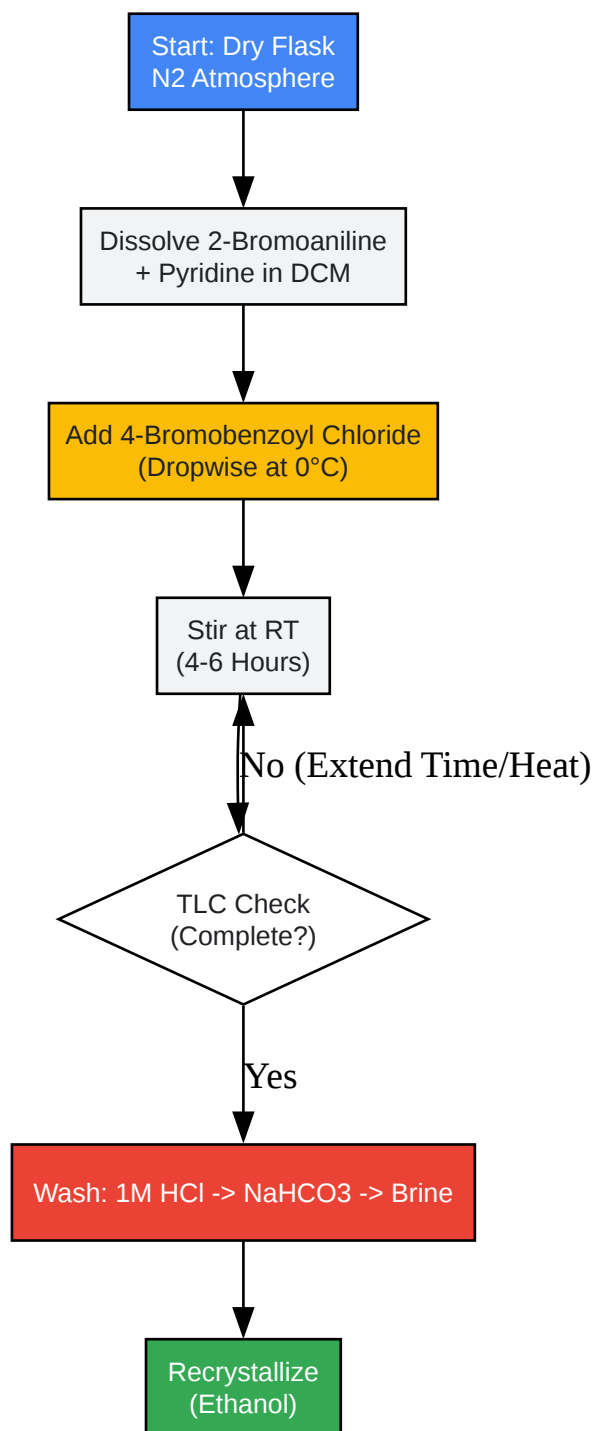 Start: Dry Flask
N2 Atmosphere
Dissolve 2-Bromoaniline
+ Pyridine in DCM
Add 4-Bromobenzoyl Chloride
(Dropwise at 0°C)
Stir at RT
(4-6 Hours)
No (Extend Time/Heat)
TLC Check
(Complete?)
Yes
Wash: 1M HCl -> NaHCO3 -> Brine
Recrystallize
(Ethanol)